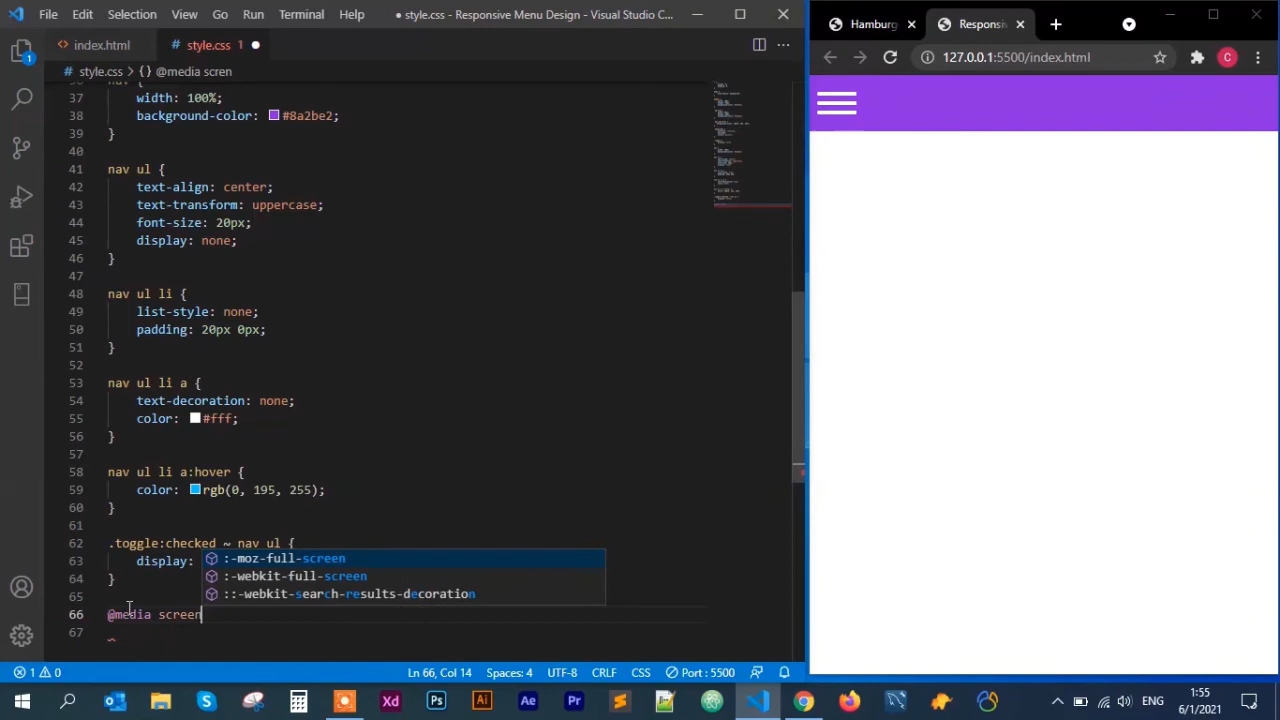 File Edit Selection View Go Run Terminal Help ● style.css - Responsive Menu Design - Visual Studio C...
Hamburg Responsiv
index.html style.css 1
127.0.0.1:5500/index.html
style.css > {} @media scren
37 width: 100%;
38 background-color: #8a2be2;
39 }
40
41 nav ul {
42 text-align: center;
43 text-transform: uppercase;
44 font-size: 20px;
45 display: none;
46 }
47
48 nav ul li {
49 list-style: none;
50 padding: 20px 0px;
51 }
52
53 nav ul li a {
54 text-decoration: none;
55 color: #fff;
56 }
57
58 nav ul li a:hover {
59 color: rgb(0, 195, 255);
60 }
61
62 .toggle:checked ~ nav ul {
:-moz-full-screen
63 display:
:-webkit-full-screen
64 }
::-webkit-search-results-decoration
65
66 @media screen
67
1 0 Ln 66, Col 14 Spaces: 4 UTF-8 CRLF CSS Port : 5500
ENG 1:55
6/1/2021